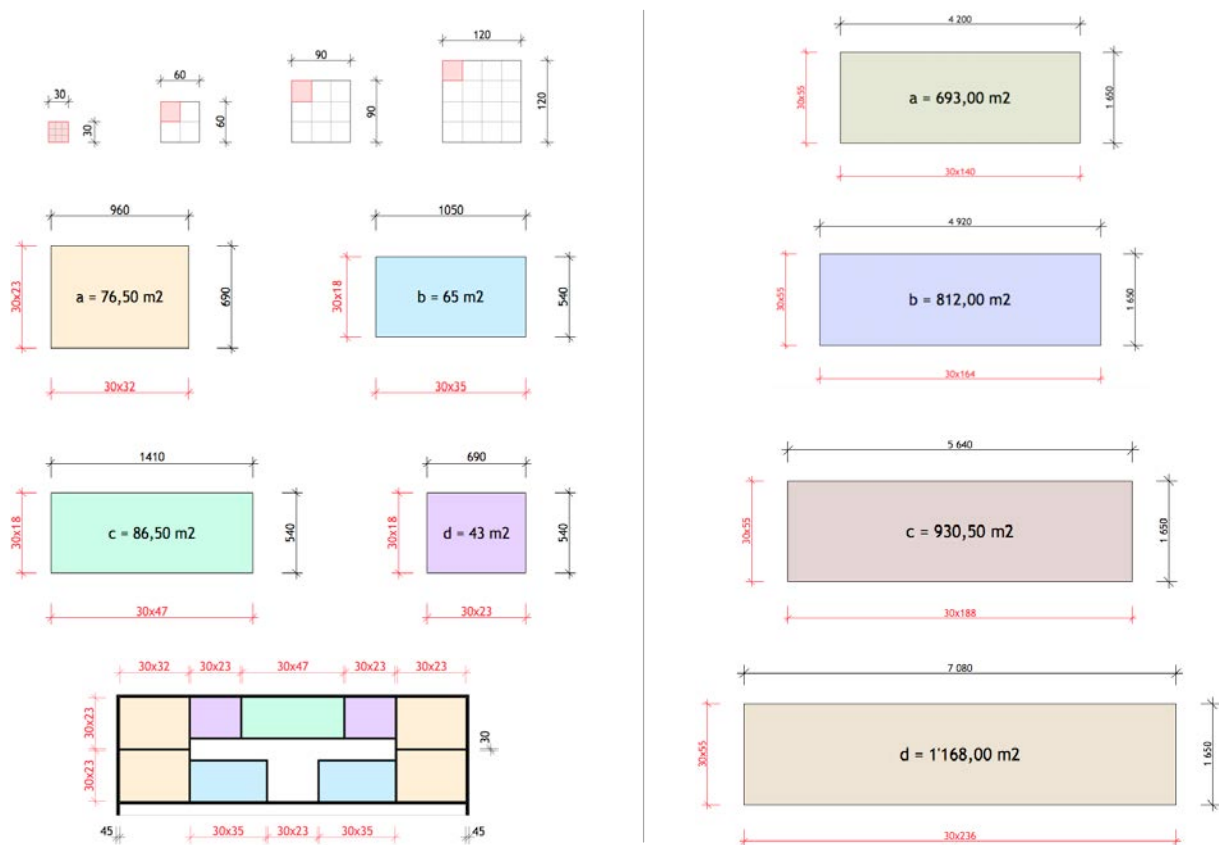 30
30
60
60
90
90
120
120
960
690
30x23
a = 76,50 m2
30x32
1050
540
30x18
b = 65 m2
30x35
1410
540
30x18
c = 86,50 m2
30x47
690
540
30x18
d = 43 m2
30x23
30x32 30x23 30x47 30x23 30x23
30x23
30x23
30
45 30x35 30x23 30x35 45
4 200
30x55
a = 693,00 m2
1 650
30x140
4 920
30x55
b = 812,00 m2
1 650
30x164
5 640
30x55
c = 930,50 m2
1 650
30x188
7 080
30x55
d = 1'168,00 m2
1 650
30x236